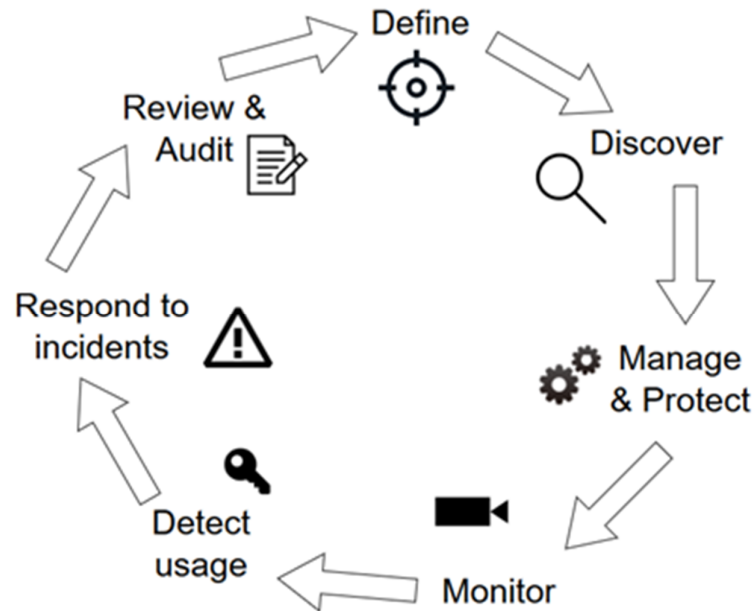 Define
Discover
Manage
& Protect
Monitor
Detect
usage
Respond to
incidents
Review &
Audit